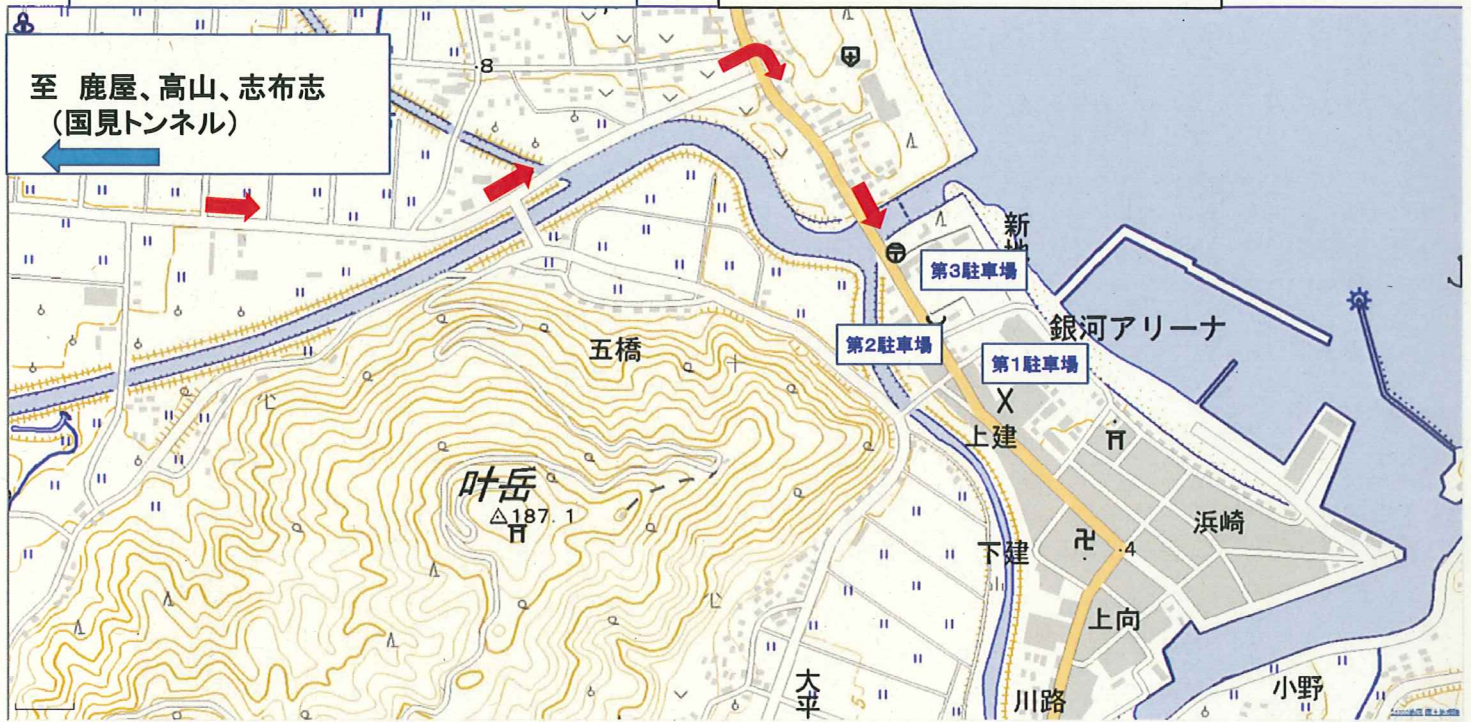 至 鹿屋、高山、志布志
(国見トンネル)
8
新地
第3駐車場
第2駐車場
銀河アリーナ
第1駐車場
五橋
上建
叶岳
187.1
浜崎
下建
4
上向
大平
川路
小野
5